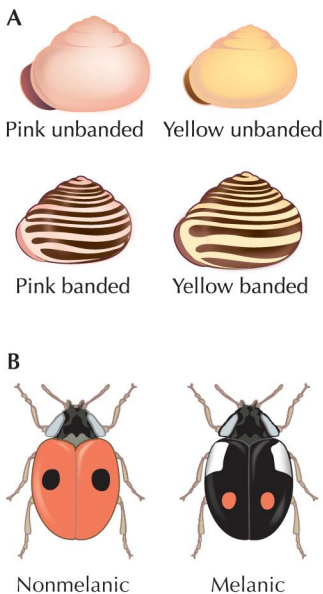 A
Pink unbanded Yellow unbanded
Pink banded Yellow banded
B
Nonmelanic Melanic